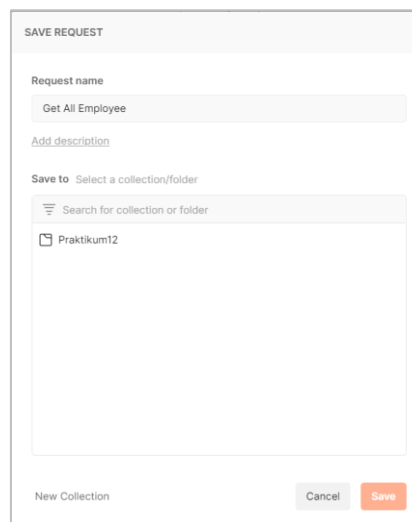 SAVE REQUEST
Request name
Get All Employee
Add description
Save to Select a collection/folder
Search for collection or folder
Praktikum12
New Collection Cancel Save